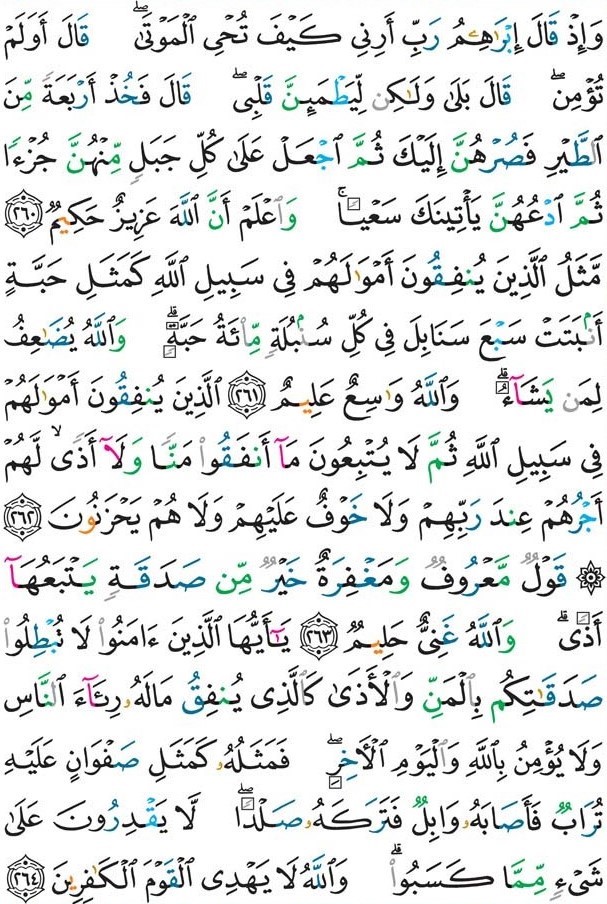 وَإِذْ قَالَ إِبْرَٰهِـۧمُ رَبِّ أَرِنِى كَيْفَ تُحْىِ ٱلْمَوْتَىٰ ۖ قَالَ أَوَلَمْ
تُؤْمِن ۖ قَالَ بَلَىٰ وَلَـٰكِن لِّيَطْمَئِنَّ قَلْبِى ۖ قَالَ فَخُذْ أَرْبَعَةً مِّنَ
ٱلطَّيْرِ فَصُرْهُنَّ إِلَيْكَ ثُمَّ ٱجْعَلْ عَلَىٰ كُلِّ جَبَلٍ مِّنْهُنَّ جُزْءًا
ثُمَّ ٱدْعُهُنَّ يَأْتِينَكَ سَعْيًا ۚ وَٱعْلَمْ أَنَّ ٱللَّهَ عَزِيزٌ حَكِيمٌ ٢٦٠
مَّثَلُ ٱلَّذِينَ يُنفِقُونَ أَمْوَٰلَهُمْ فِى سَبِيلِ ٱللَّهِ كَمَثَلِ حَبَّةٍ
أَنۢبَتَتْ سَبْعَ سَنَابِلَ فِى كُلِّ سُنۢبُلَةٍ مِّا۟ئَةُ حَبَّةٍ ۗ وَٱللَّهُ يُضَـٰعِفُ
لِمَن يَشَآءُ ۗ وَٱللَّهُ وَٰسِعٌ عَلِيمٌ ٢٦١ ٱلَّذِينَ يُنفِقُونَ أَمْوَٰلَهُمْ
فِى سَبِيلِ ٱللَّهِ ثُمَّ لَا يُتْبِعُونَ مَآ أَنفَقُوا۟ مَنًّا وَلَآ أَذًى ۙ لَّهُمْ
أَجْرُهُمْ عِندَ رَبِّهِمْ وَلَا خَوْفٌ عَلَيْهِمْ وَلَا هُمْ يَحْزَنُونَ ٢٦٢
۞ قَوْلٌ مَّعْرُوفٌ وَمَغْفِرَةٌ خَيْرٌ مِّن صَدَقَةٍ يَتْبَعُهَآ
أَذًى ۗ وَٱللَّهُ غَنِىٌّ حَلِيمٌ ٢٦٣ يَـٰٓأَيُّهَا ٱلَّذِينَ ءَامَنُوا۟ لَا تُبْطِلُوا۟
صَدَقَـٰتِكُم بِٱلْمَنِّ وَٱلْأَذَىٰ كَٱلَّذِى يُنفِقُ مَالَهُۥ رِئَآءَ ٱلنَّاسِ
وَلَا يُؤْمِنُ بِٱللَّهِ وَٱلْيَوْمِ ٱلْـَٔاخِرِ ۖ فَمَثَلُهُۥ كَمَثَلِ صَفْوَانٍ عَلَيْهِ
تُرَابٌ فَأَصَابَهُۥ وَابِلٌ فَتَرَكَهُۥ صَلْدًا ۖ لَّا يَقْدِرُونَ عَلَىٰ
شَىْءٍ مِّمَّا كَسَبُوا۟ ۗ وَٱللَّهُ لَا يَهْدِى ٱلْقَوْمَ ٱلْكَـٰفِرِينَ ٢٦٤